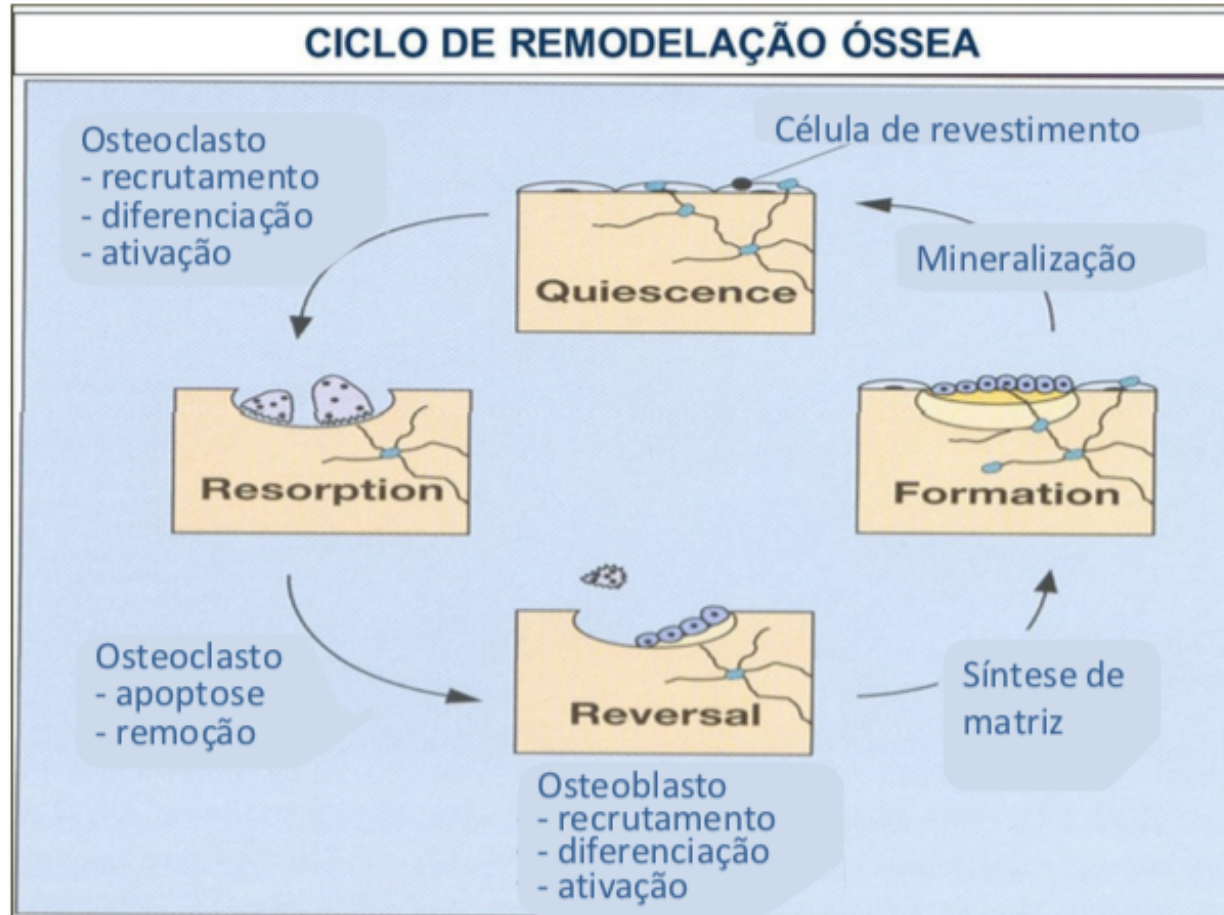 CICLO DE REMODELAÇÃO ÓSSEA
Osteoclasto
- recrutamento
- diferenciação
- ativação
Célula de revestimento
Quiescence
Mineralização
Resorption
Formation
Osteoclasto
- apoptose
- remoção
Reversal
Síntese de
matriz
Osteoblasto
- recrutamento
- diferenciação
- ativação